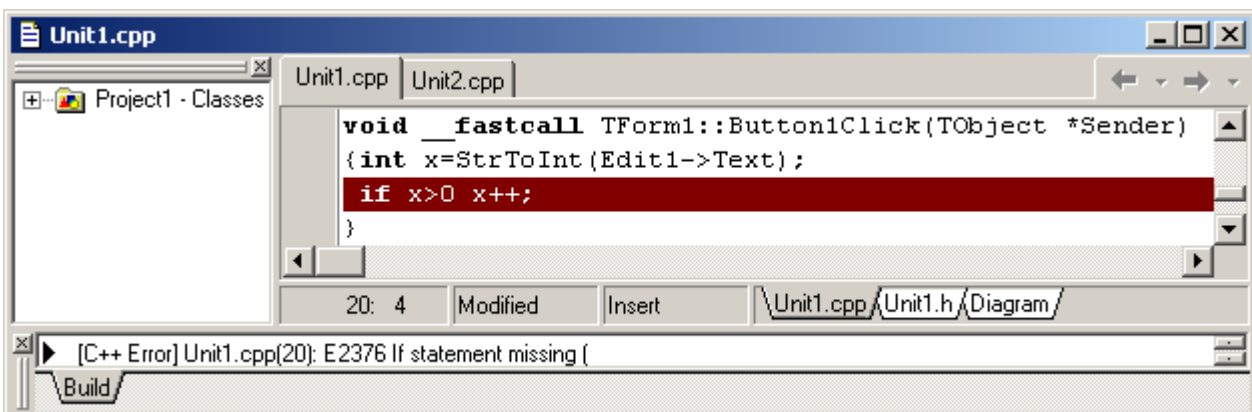 Unit1.cpp
Project1 - Classes
Unit1.cpp Unit2.cpp
void __fastcall TForm1::Button1Click(TObject *Sender)
{int x=StrToInt(Edit1->Text);
if x>0 x++;
}
20: 4 Modified Insert Unit1.cpp Unit1.h Diagram
[C++ Error] Unit1.cpp(20): E2376 If statement missing (
Build